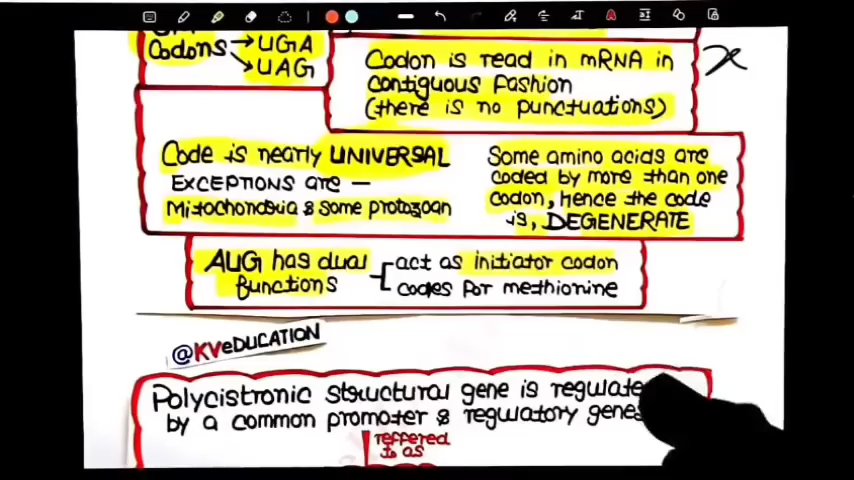 Codons → UGA
→ UAG
Codon is read in mRNA in
contiguous fashion
(there is no punctuations)
x
Code is nearly UNIVERSAL
EXCEPTIONS are —
Mitochondria & some protozoan
Some amino acids are
coded by more than one
codon, hence the code
is, DEGENERATE
AUG has dual
functions
act as initiator codon
codes for methionine
@KVeDUCATION
Polycistronic structural gene is
by a common promoter & regulatory
reffered
to as